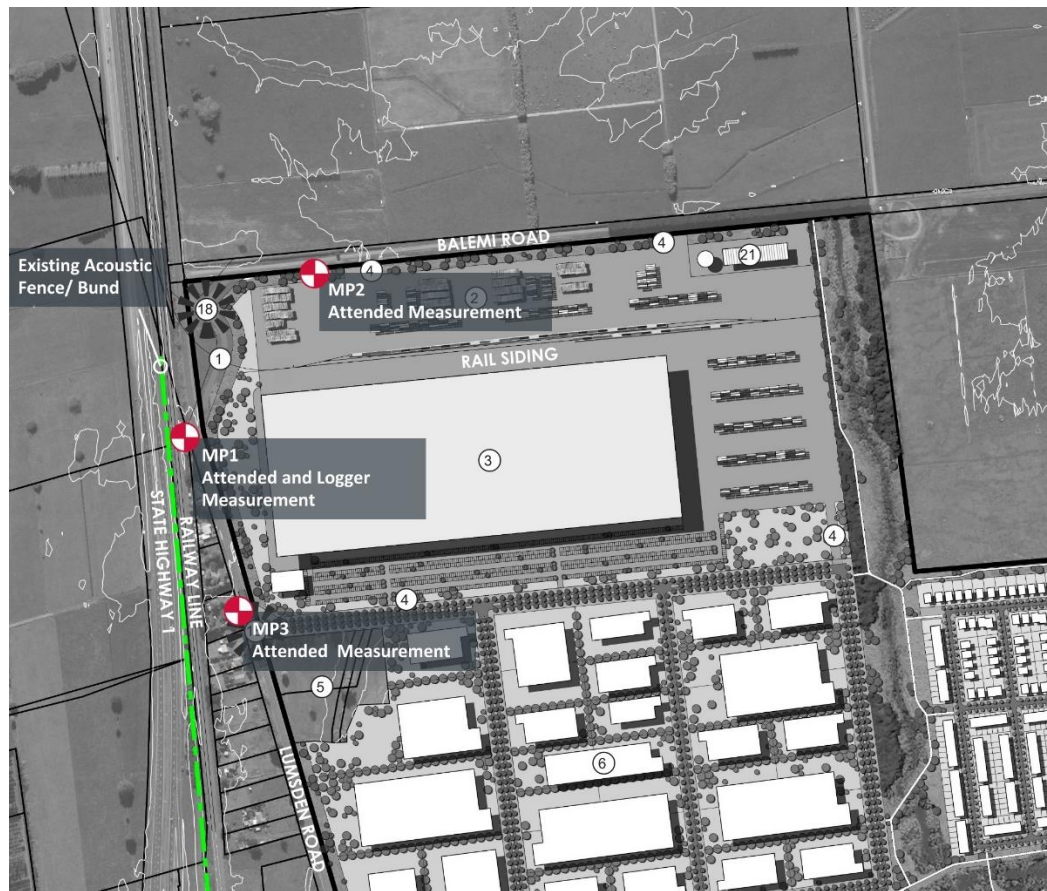 BALEMI ROAD
4
21
Existing Acoustic
Fence/ Bund
4
MP2
Attended Measurement
2
18
1
RAIL SIDING
MP1
Attended and Logger
Measurement
3
STATE HIGHWAY 1
RAILWAY LINE
4
4
MP3
Attended Measurement
5
6
LUMSDEN ROAD